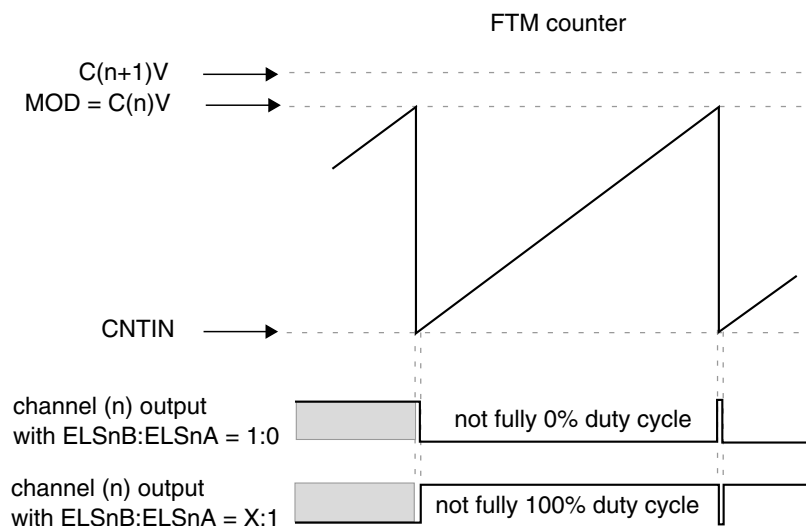 FTM counter
C(n+1)V
MOD = C(n)V
CNTIN
channel (n) output
with ELSnB:ELSnA = 1:0
not fully 0% duty cycle
channel (n) output
with ELSnB:ELSnA = X:1
not fully 100% duty cycle